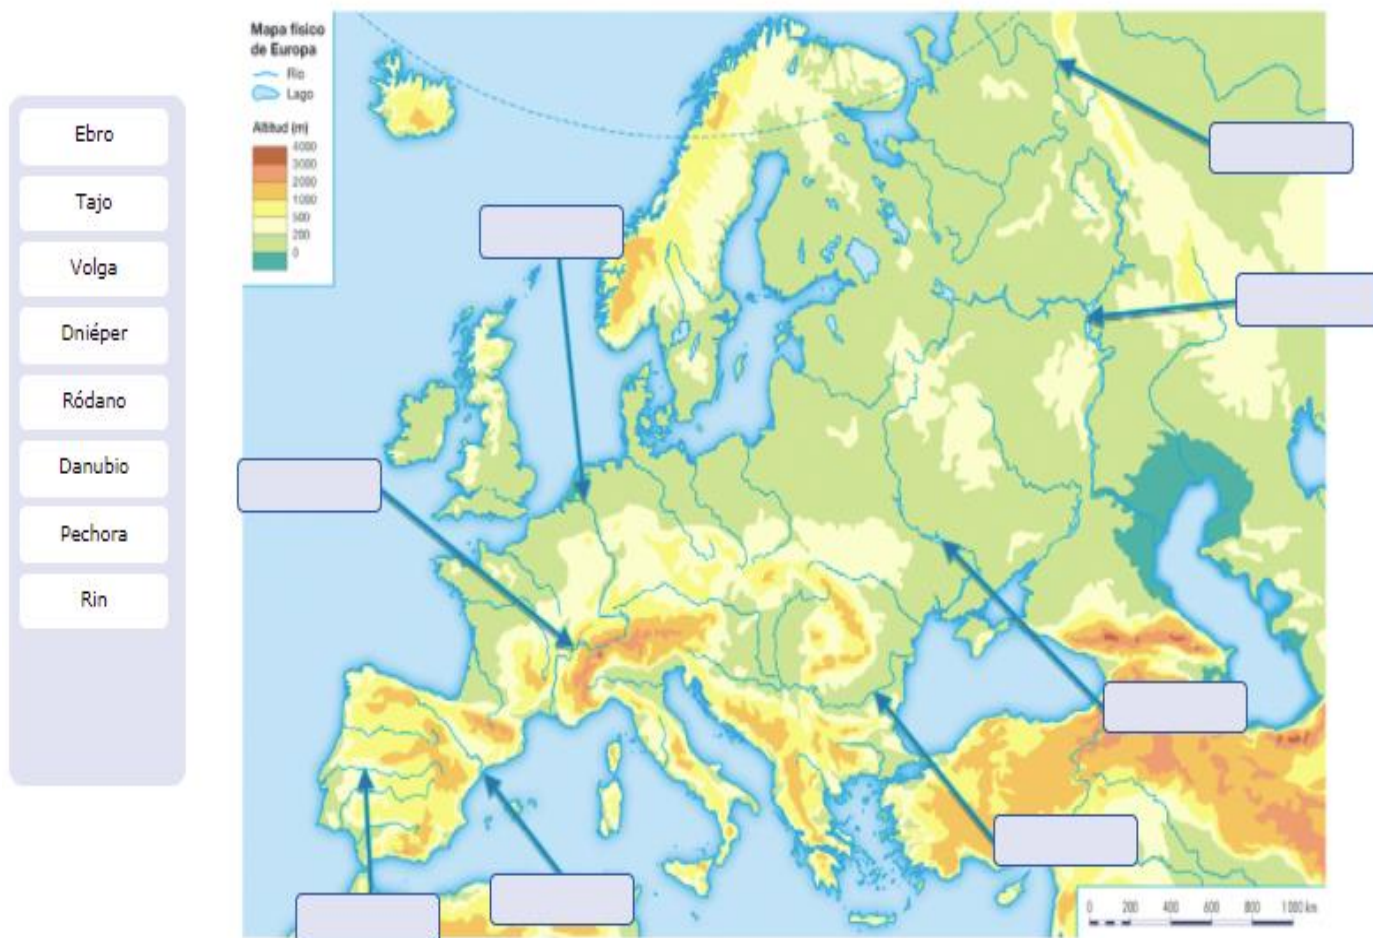 Ebro
Tajo
Volga
Dniéper
Ródano
Danubio
Pechora
Rin
Mapa físico
de Europa
Río
Lago
Altitud (m)
4000
3000
2000
1000
500
200
0
0 200 400 600 800 1000 km